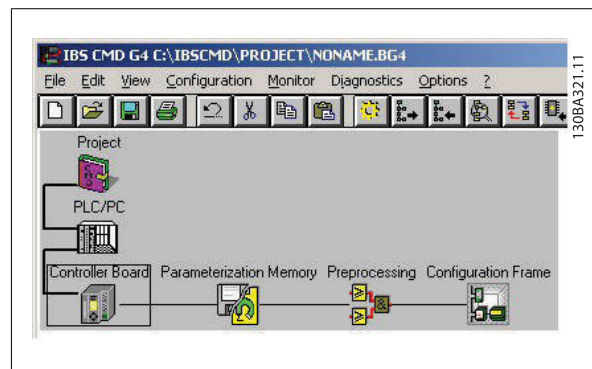 IBS CMD G4 C:\IBSCMD\PROJECT\NONAME.BG4
File Edit View Configuration Monitor Diagnostics Options ?
Project
PLC/PC
Controller Board Parameterization Memory Preprocessing Configuration Frame
130BA321.11